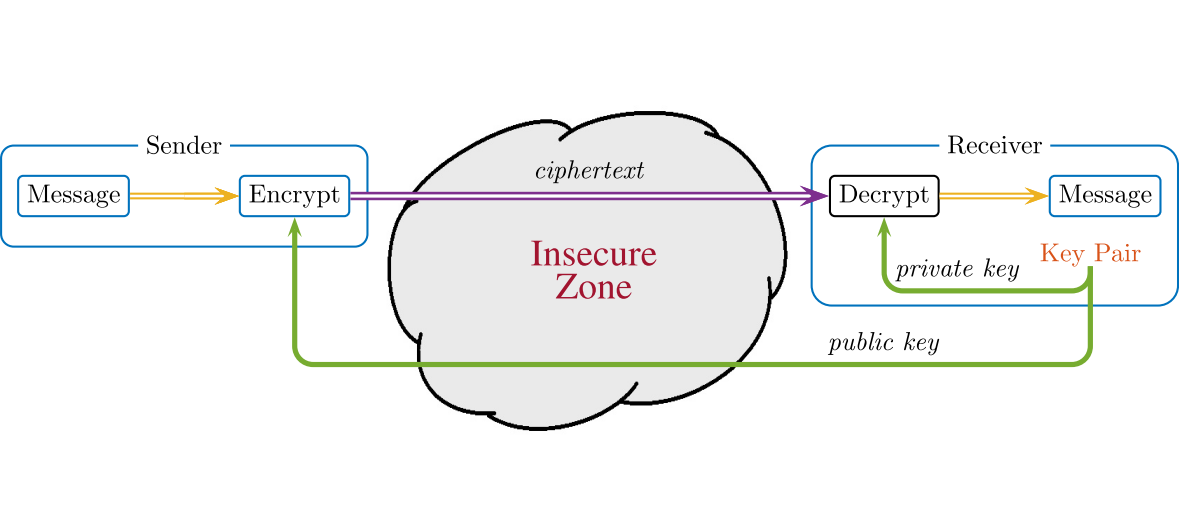 Sender
Receiver
Message
Encrypt
ciphertext
Decrypt
Message
Insecure
Zone
Key Pair
private key
public key